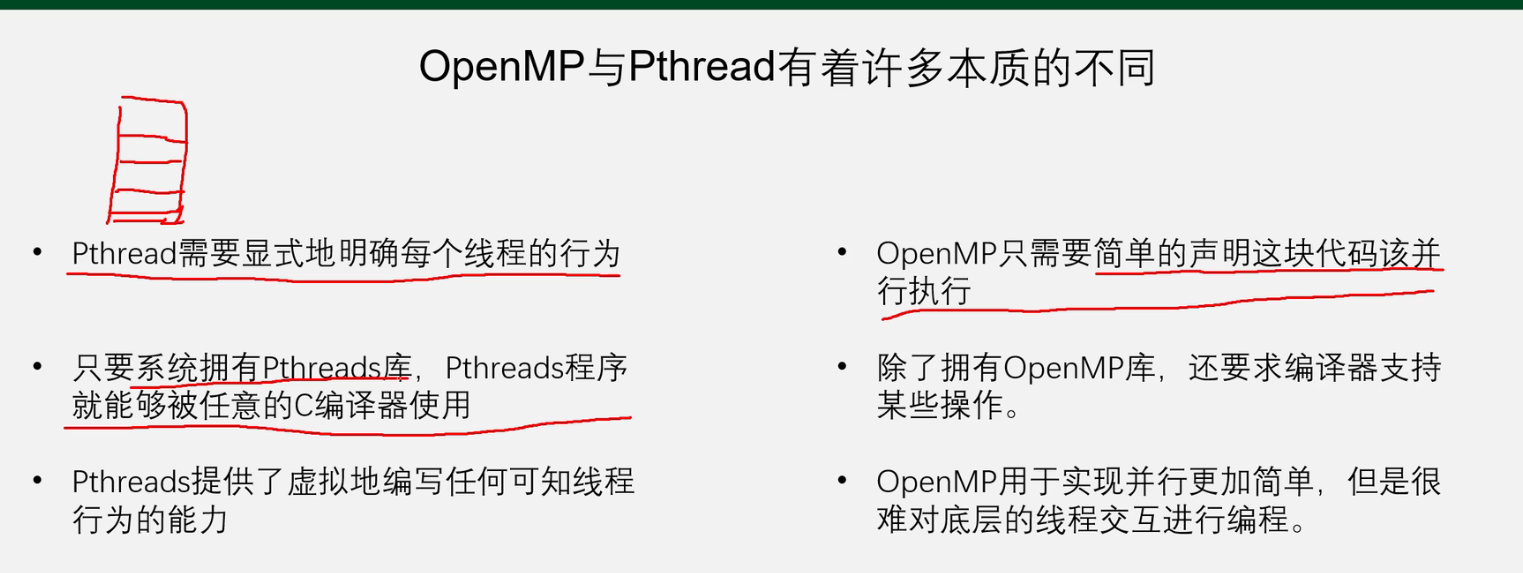 OpenMP与Pthread有着许多本质的不同
• Pthread需要显式地明确每个线程的行为
• 只要系统拥有Pthreads库，Pthreads程序
就能够被任意的C编译器使用
• Pthreads提供了虚拟地编写任何可知线程
行为的能力
• OpenMP只需要简单的声明这块代码该并
行执行
• 除了拥有OpenMP库，还要求编译器支持
某些操作。
• OpenMP用于实现并行更加简单，但是很
难对底层的线程交互进行编程。